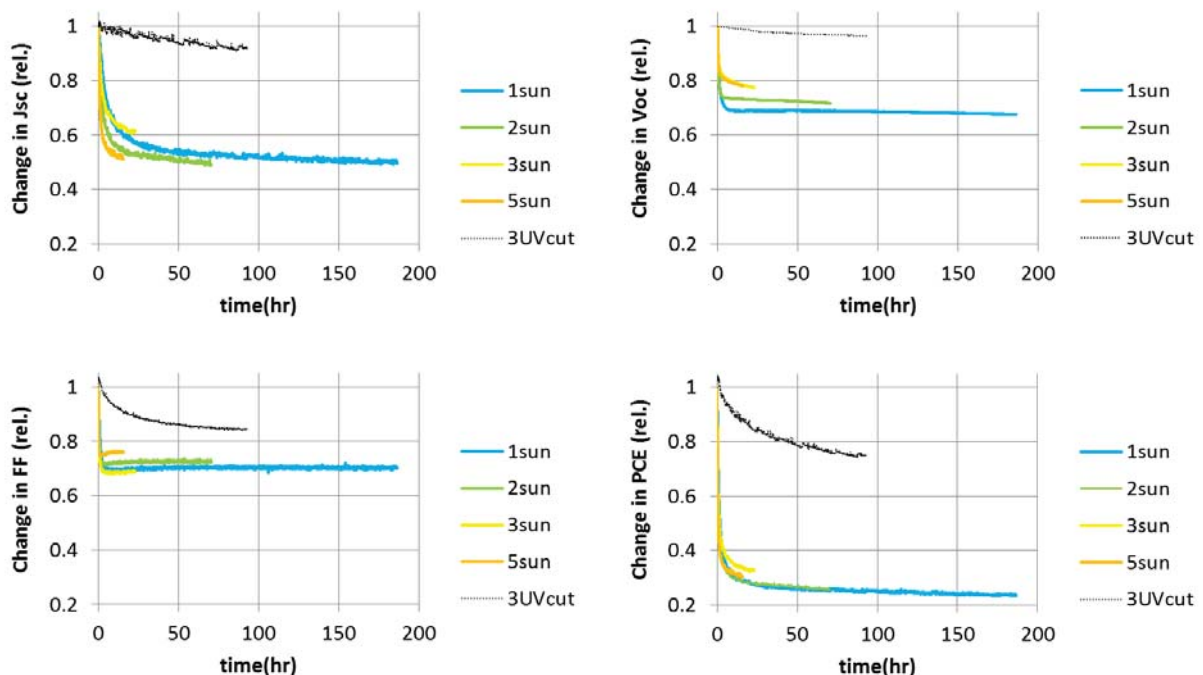 Change in Jsc (rel.)
1
0.8
0.6
0.4
0.2
0 50 100 150 200
time(hr)
1sun
2sun
3sun
5sun
3UVcut
Change in Voc (rel.)
1
0.8
0.6
0.4
0.2
0 50 100 150 200
time(hr)
1sun
2sun
3sun
5sun
3UVcut
Change in FF (rel.)
1
0.8
0.6
0.4
0.2
0 50 100 150 200
time(hr)
1sun
2sun
3sun
5sun
3UVcut
Change in PCE (rel.)
1
0.8
0.6
0.4
0.2
0 50 100 150 200
time(hr)
1sun
2sun
3sun
5sun
3UVcut